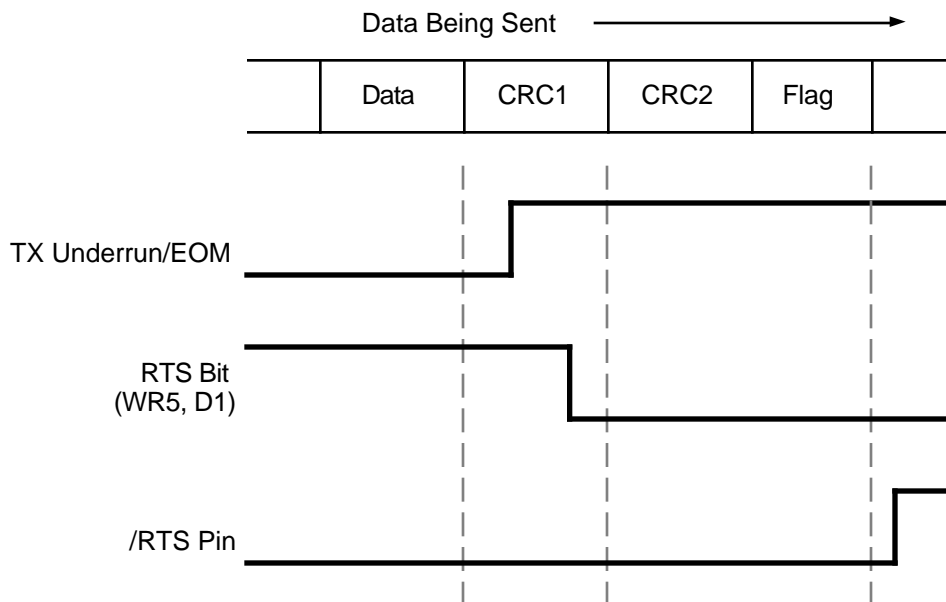 Data Being Sent
Data CRC1 CRC2 Flag
TX Underrun/EOM
RTS Bit
(WR5, D1)
/RTS Pin